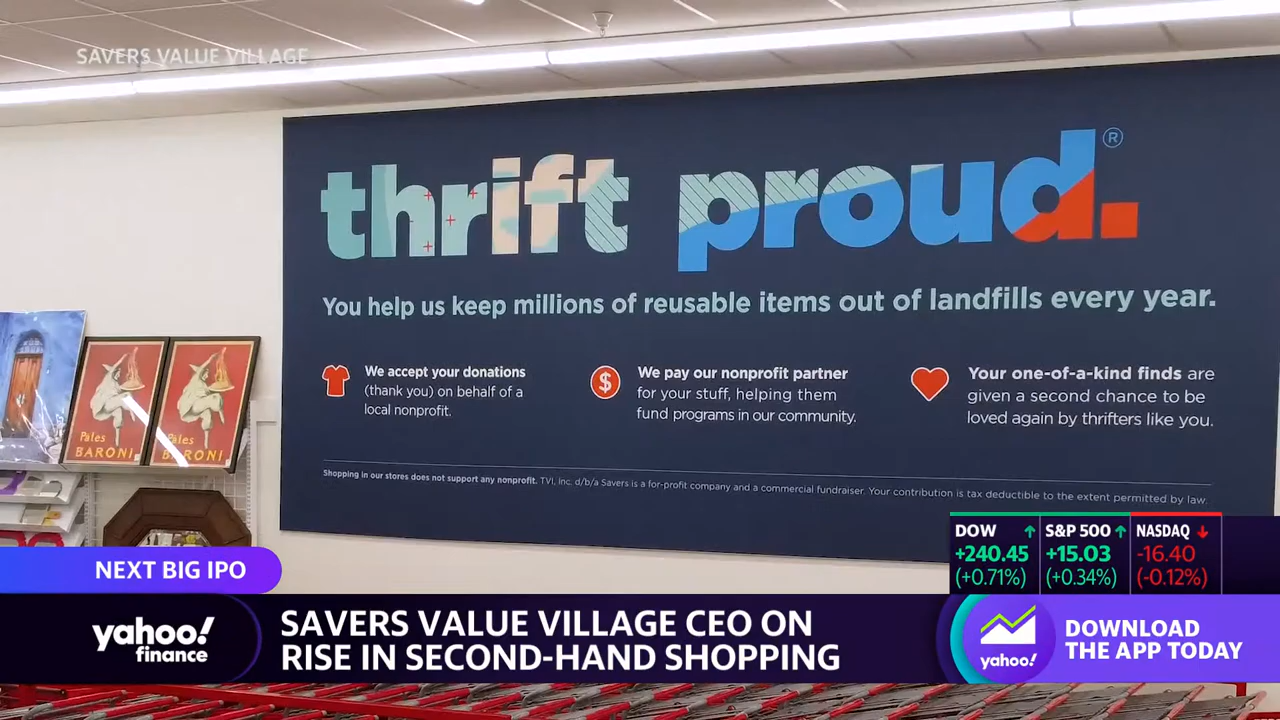 SAVERS VALUE VILLAGE
thrift proud.®
You help us keep millions of reusable items out of landfills every year.
We accept your donations
(thank you) on behalf of a
local nonprofit.
We pay our nonprofit partner
for your stuff, helping them
fund programs in our community.
Your one-of-a-kind finds are
given a second chance to be
loved again by thrifters like you.
Shopping in our stores does not support any nonprofit. TVI, Inc. d/b/a Savers is a for-profit company and a commercial fundraiser. Your contribution is tax deductible to the extent permitted by law.
Pates
BARONI
Pates
BARONI
DOW
+240.45
(+0.71%)
S&P 500
+15.03
(+0.34%)
NASDAQ
-16.40
(-0.12%)
NEXT BIG IPO
yahoo!
finance
SAVERS VALUE VILLAGE CEO ON
RISE IN SECOND-HAND SHOPPING
yahoo!
DOWNLOAD
THE APP TODAY